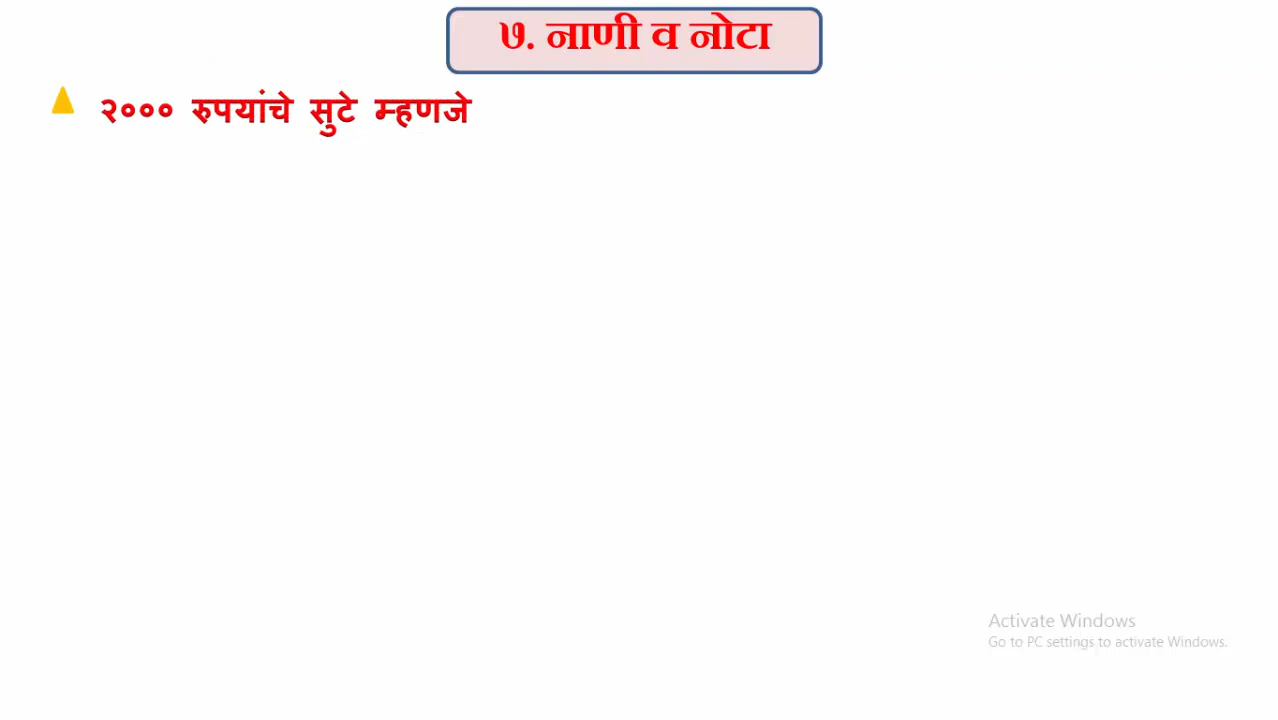 ७. नाणी व नोटा
२००० रुपयांचे सुटे म्हणजे
Activate Windows
Go to PC settings to activate Windows.